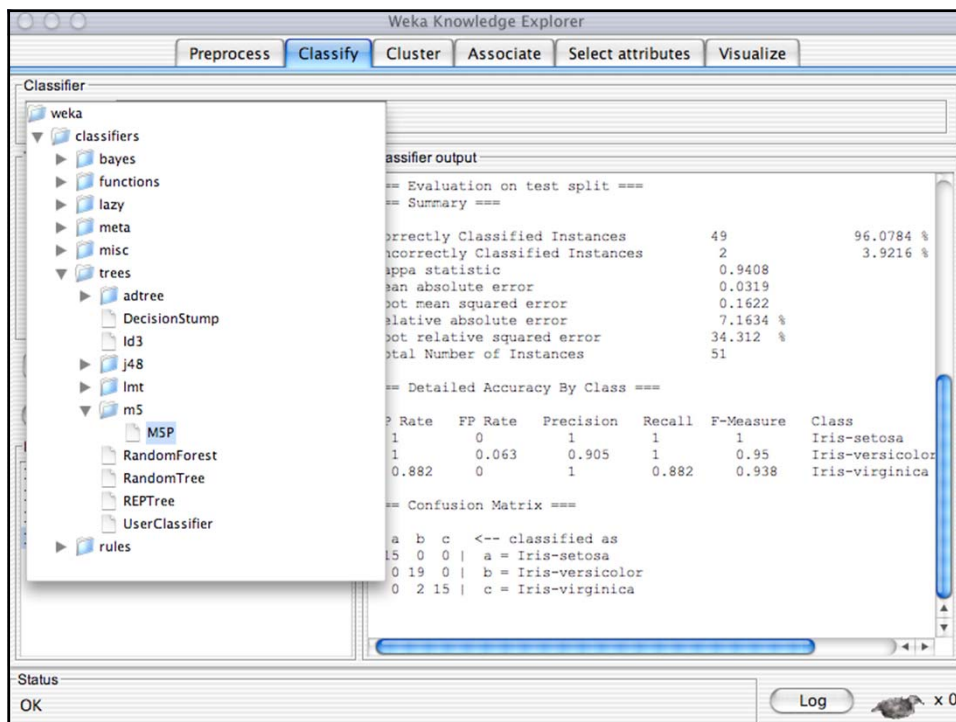 Weka Knowledge Explorer
Preprocess Classify Cluster Associate Select attributes Visualize
Classifier
weka
classifiers
bayes
functions
lazy
meta
misc
trees
adtree
DecisionStump
Id3
j48
lmt
m5
M5P
RandomForest
RandomTree
REPTree
UserClassifier
rules
assifier output
== Evaluation on test split ===
== Summary ===
orrectly Classified Instances 49 96.0784 %
ncorrectly Classified Instances 2 3.9216 %
appa statistic 0.9408
ean absolute error 0.0319
oot mean squared error 0.1622
elative absolute error 7.1634 %
oot relative squared error 34.312 %
otal Number of Instances 51
== Detailed Accuracy By Class ===
P Rate FP Rate Precision Recall F-Measure Class
1 0 1 1 1 Iris-setosa
1 0.063 0.905 1 0.95 Iris-versicolor
0.882 0 1 0.882 0.938 Iris-virginica
== Confusion Matrix ===
a b c <-- classified as
15 0 0 | a = Iris-setosa
0 19 0 | b = Iris-versicolor
0 2 15 | c = Iris-virginica
Status
OK
Log
x 0